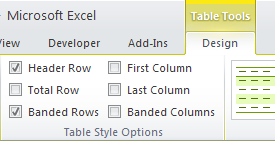 - Microsoft Excel
Table Tools
View
Developer
Add-Ins
Design
Header Row
First Column
Total Row
Last Column
Banded Rows
Banded Columns
Table Style Options